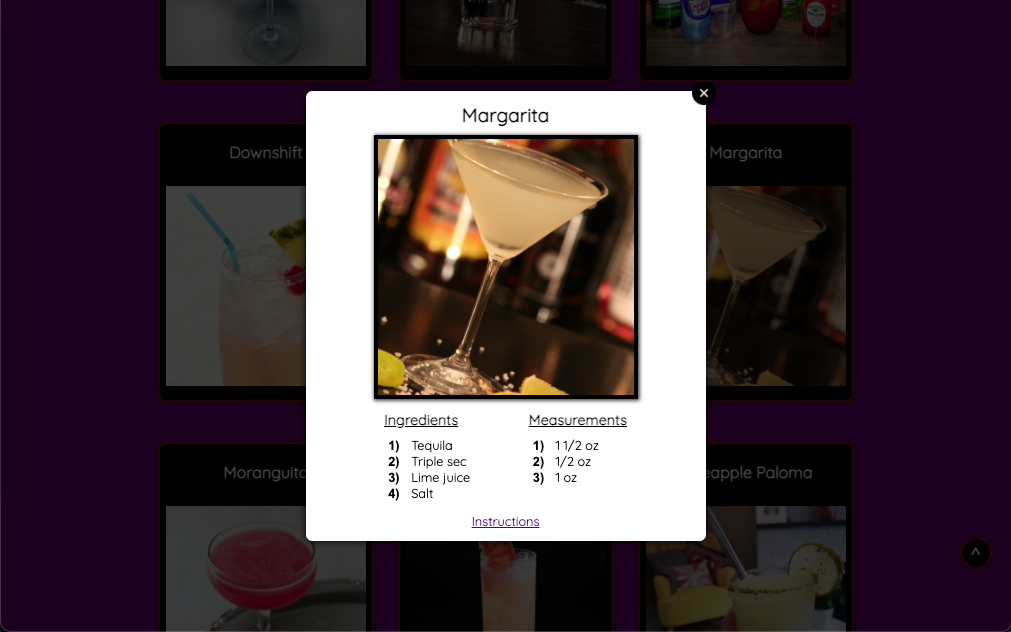 ×
Margarita
Downshift
Margarita
Ingredients
Measurements
1) Tequila
2) Triple sec
3) Lime juice
4) Salt
1) 1 1/2 oz
2) 1/2 oz
3) 1 oz
Instructions
Moranguito
eapple Paloma
^